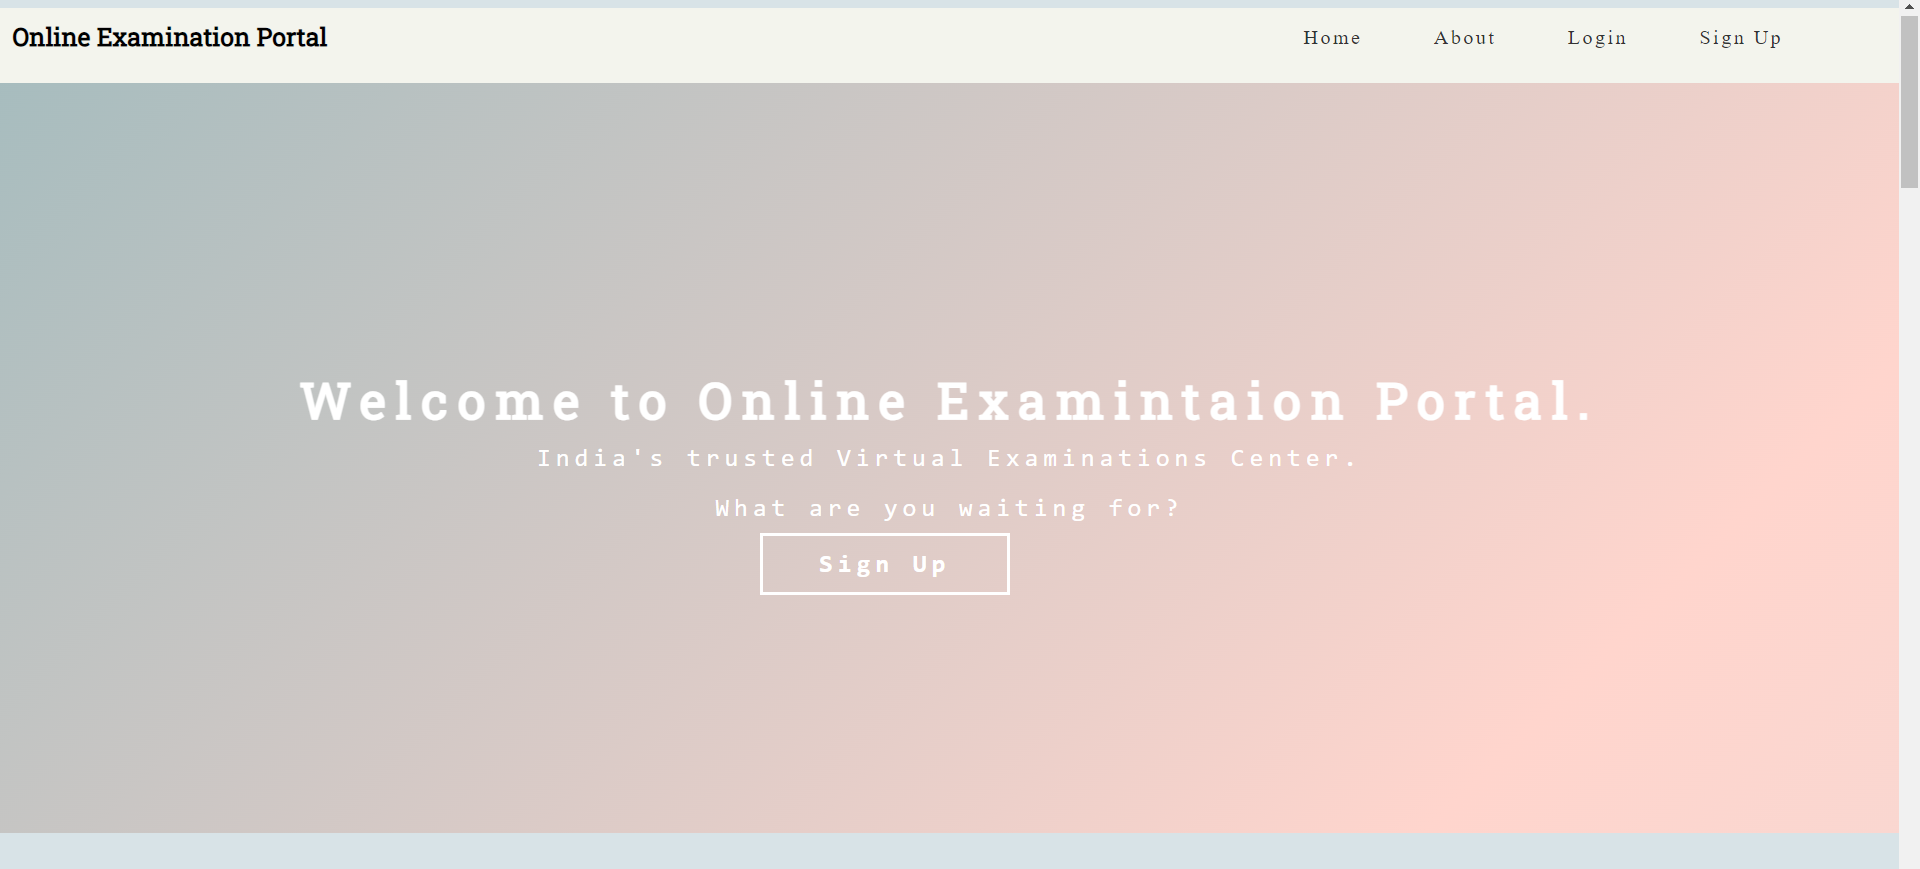 Online Examination Portal
Home About Login Sign Up
Welcome to Online Examintaion Portal.
India's trusted Virtual Examinations Center.
What are you waiting for?
Sign Up